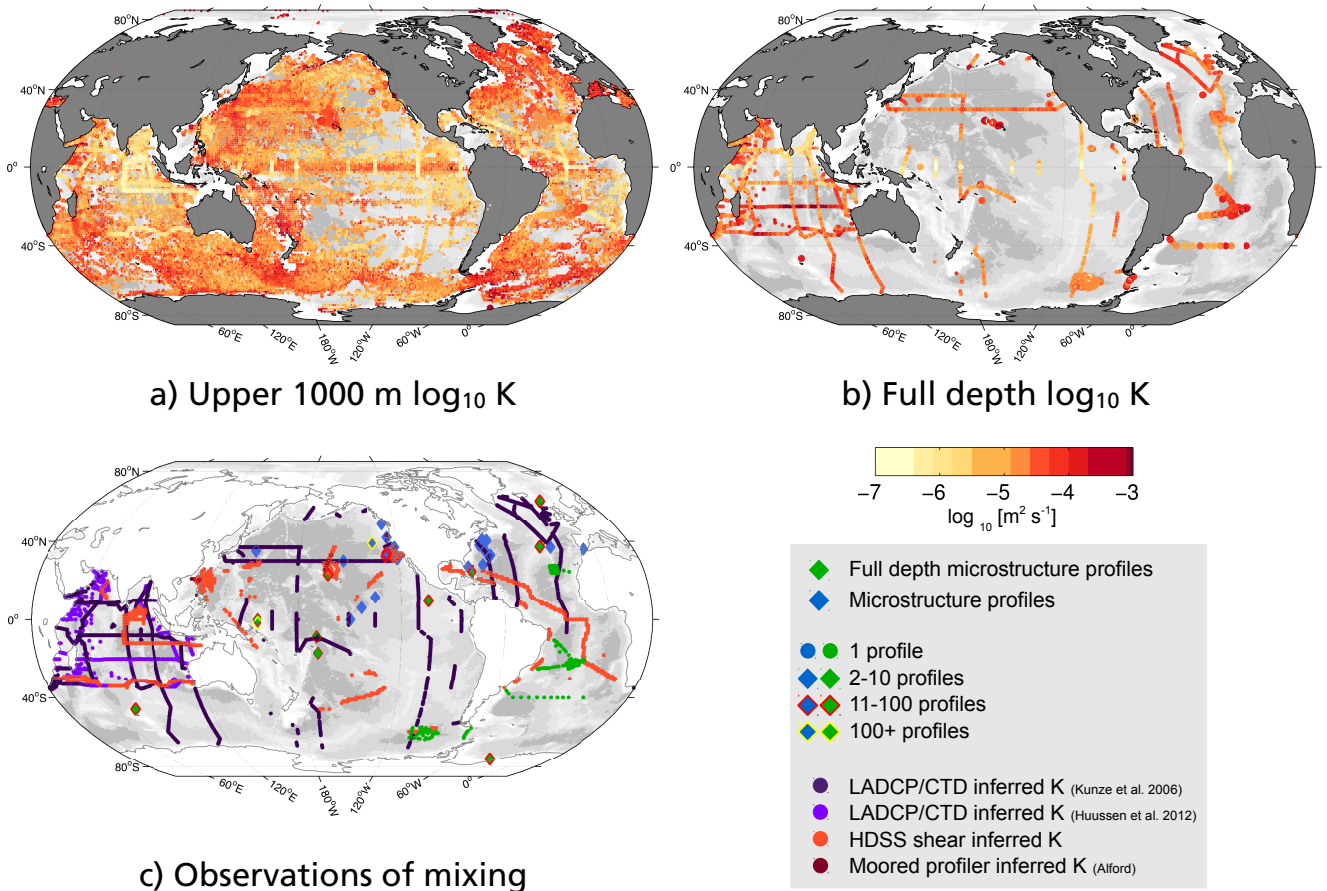 80°N
40°N
0°
40°S
80°S
60°E
120°E
180°W
120°W
60°W
0°
a) Upper 1000 m log₁₀ K
80°N
40°N
0°
40°S
80°S
60°E
120°E
180°W
120°W
60°W
0°
b) Full depth log₁₀ K
−7 −6 −5 −4 −3
log ₁₀ [m² s⁻¹]
80°N
40°N
0°
40°S
80°S
60°E
120°E
180°W
120°W
60°W
0°
c) Observations of mixing
Full depth microstructure profiles
Microstructure profiles
1 profile
2-10 profiles
11-100 profiles
100+ profiles
LADCP/CTD inferred K (Kunze et al. 2006)
LADCP/CTD inferred K (Huussen et al. 2012)
HDSS shear inferred K
Moored profiler inferred K (Alford)